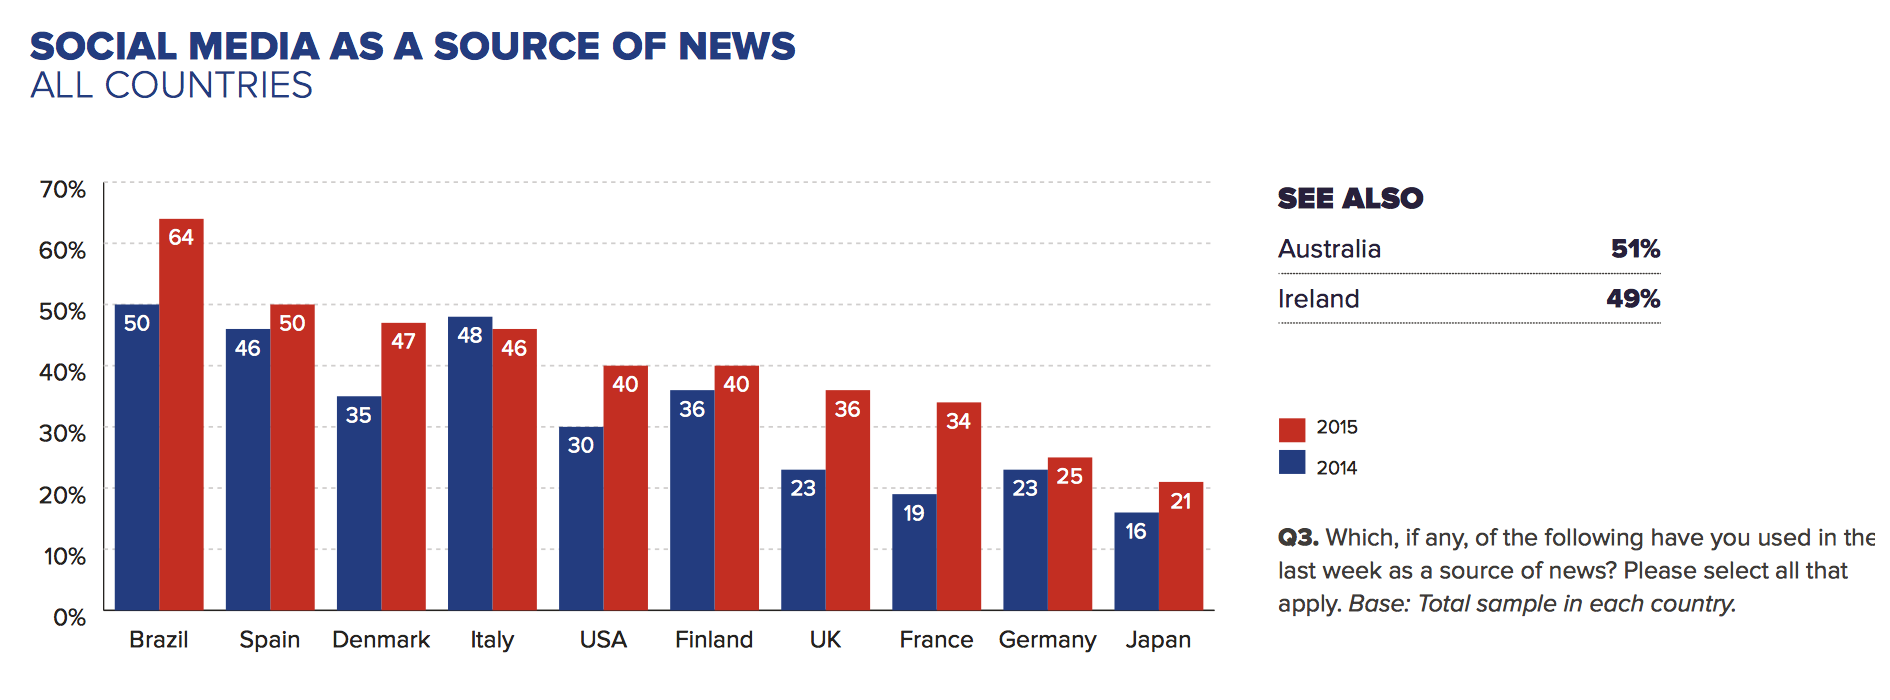 SOCIAL MEDIA AS A SOURCE OF NEWS
ALL COUNTRIES
70%
60%
50%
40%
30%
20%
10%
0%
50 64
46 50
35 47
48 46
30 40
36 40
23 36
19 34
23 25
16 21
Brazil Spain Denmark Italy USA Finland UK France Germany Japan
SEE ALSO
Australia 51%
Ireland 49%
2015
2014
Q3. Which, if any, of the following have you used in the
last week as a source of news? Please select all that
apply. Base: Total sample in each country.